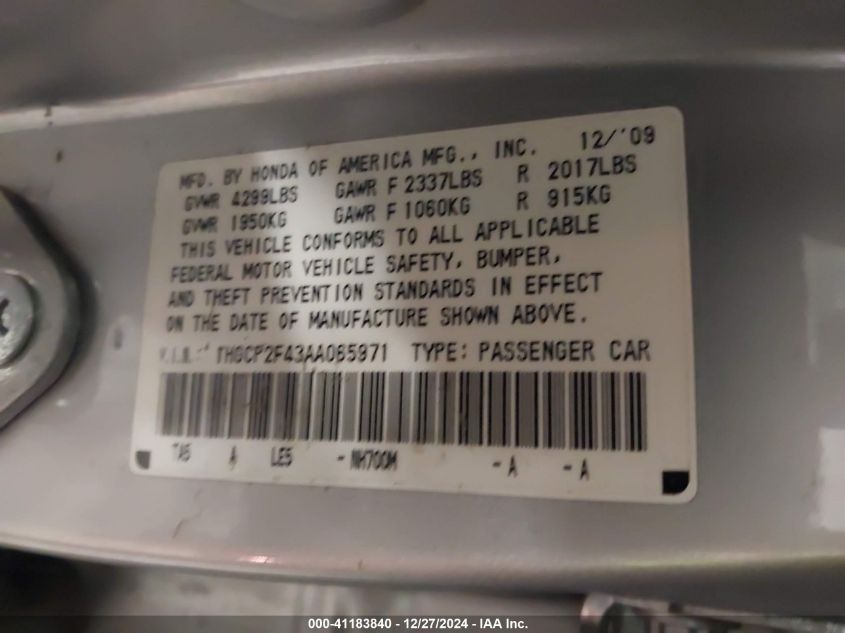 MFD. BY HONDA OF AMERICA MFG., INC. 12/'09
GVWR 4299LBS GAWR F 2337LBS R 2017LBS
GVWR 1950KG GAWR F 1060KG R 915KG
THIS VEHICLE CONFORMS TO ALL APPLICABLE
FEDERAL MOTOR VEHICLE SAFETY, BUMPER,
AND THEFT PREVENTION STANDARDS IN EFFECT
ON THE DATE OF MANUFACTURE SHOWN ABOVE.
V.I.N.: 1HGCP2F43AA065971 TYPE: PASSENGER CAR
TA5 A LE5 -NH700M -A -A
000-41183840 - 12/27/2024 - IAA Inc.